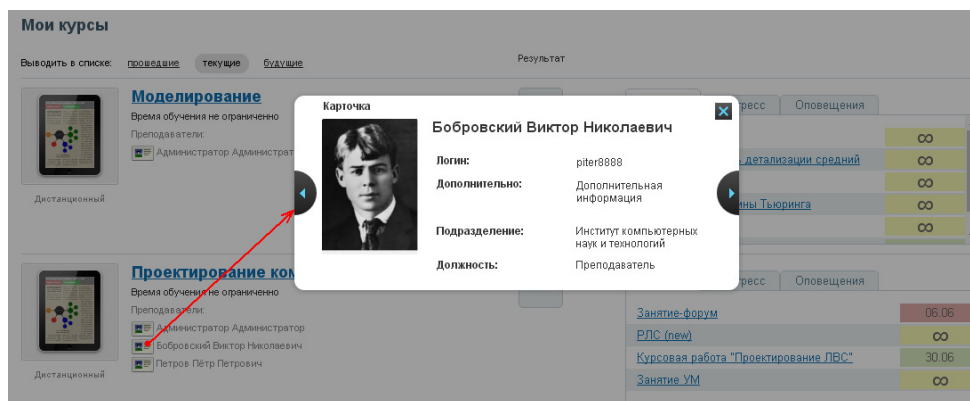 Мои курсы
Выводить в списке: прошедшие текущие будущие
Результат
Моделирование
Время обучения не ограниченно
Преподаватели:
Администратор Администрат
Дистанционный
Карточка
Бобровский Виктор Николаевич
Логин: piter8888
Дополнительно: Дополнительная
информация
Подразделение: Институт компьютерных
наук и технологий
Должность: Преподаватель
ресс Оповещения
∞
детализации средний ∞
∞
ины Тьюринга ∞
∞
Проектирование ком
Время обучения не ограниченно
Преподаватели:
Администратор Администратор
Бобровский Виктор Николаевич
Петров Пётр Петрович
Дистанционный
ресс Оповещения
Занятие-форум 06.06
РЛС (new) ∞
Курсовая работа "Проектирование ЛВС" 30.06
Занятие УМ ∞